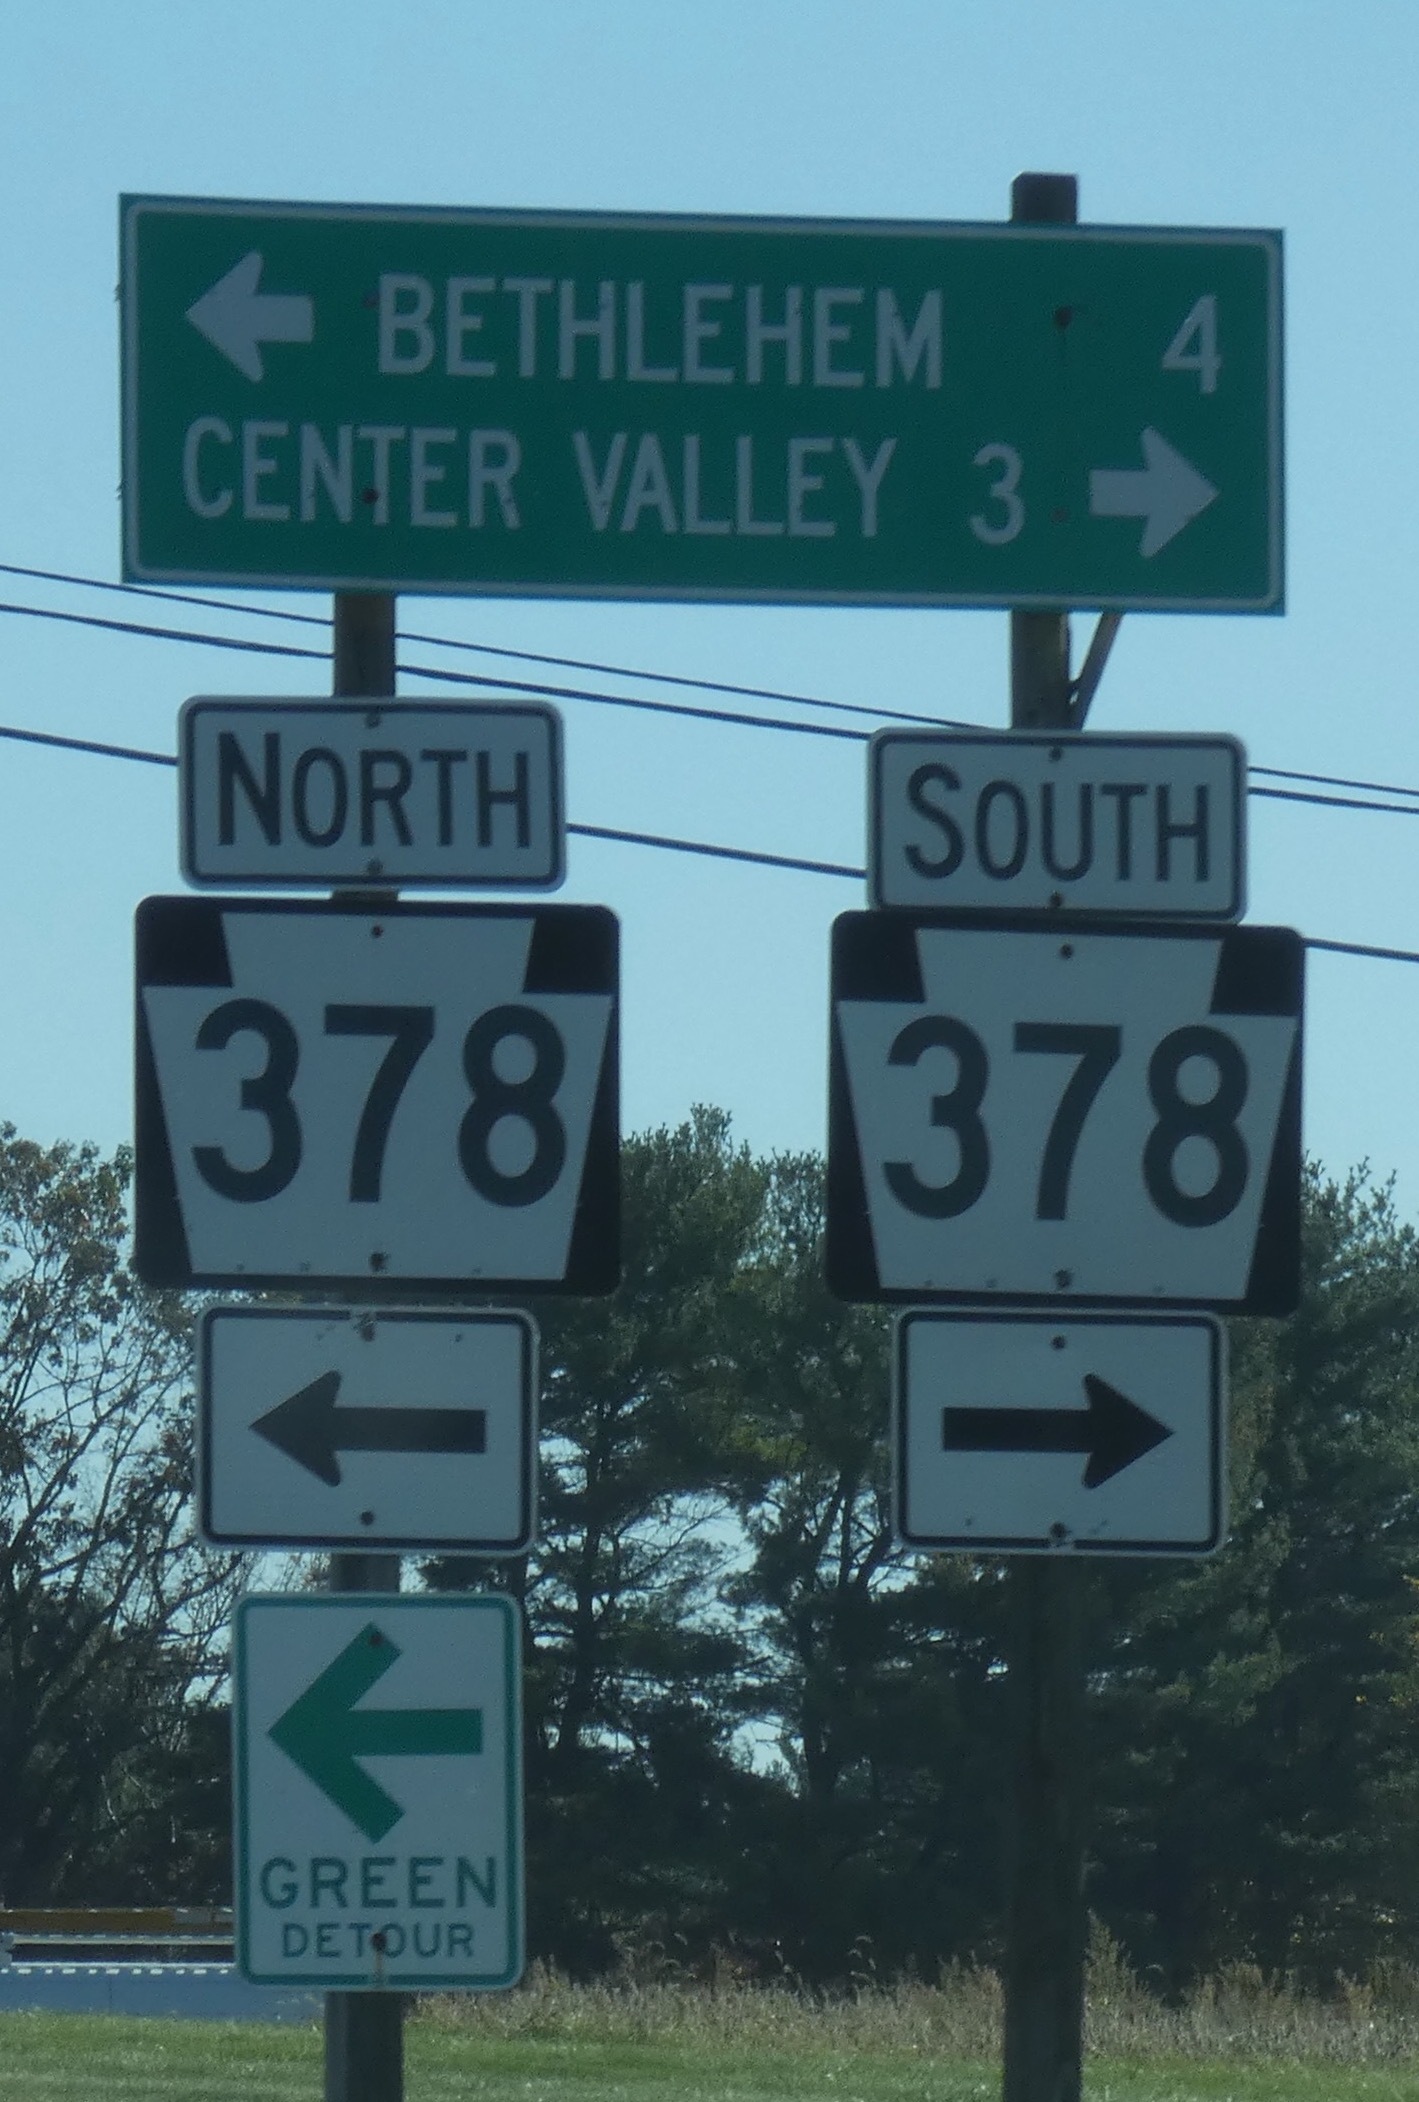 BETHLEHEM 4
CENTER VALLEY 3
NORTH
378
SOUTH
378
GREEN
DETOUR